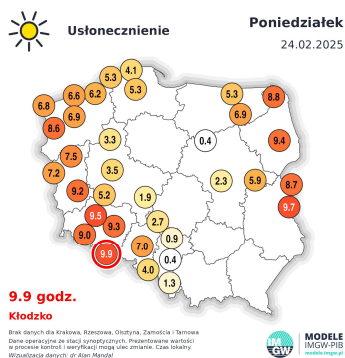 Usłonecznienie
Poniedziałek
24.02.2025
4.1
5.3
5.3
6.6
6.2
6.8
6.9
8.6
5.3
8.8
6.9
3.3
0.4
9.4
7.5
7.2
3.5
9.2
5.2
1.9
2.3
5.9
8.7
9.7
9.5
9.3
2.7
9.0
0.9
7.0
9.9
0.4
4.0
1.3
9.9 godz.
Kłodzko
Brak danych dla Krakowa, Rzeszowa, Olsztyna, Zamościa i Tarnowa
Dane operacyjne ze stacji synoptycznych. Prezentowane wartości
w procesie kontroli i weryfikacji mogą ulec zmianie. Czas lokalny.
Wizualizacja danych: dr Alan Mandal
IM
GW
MODELE
IMGW-PIB
modele.imgw.pl